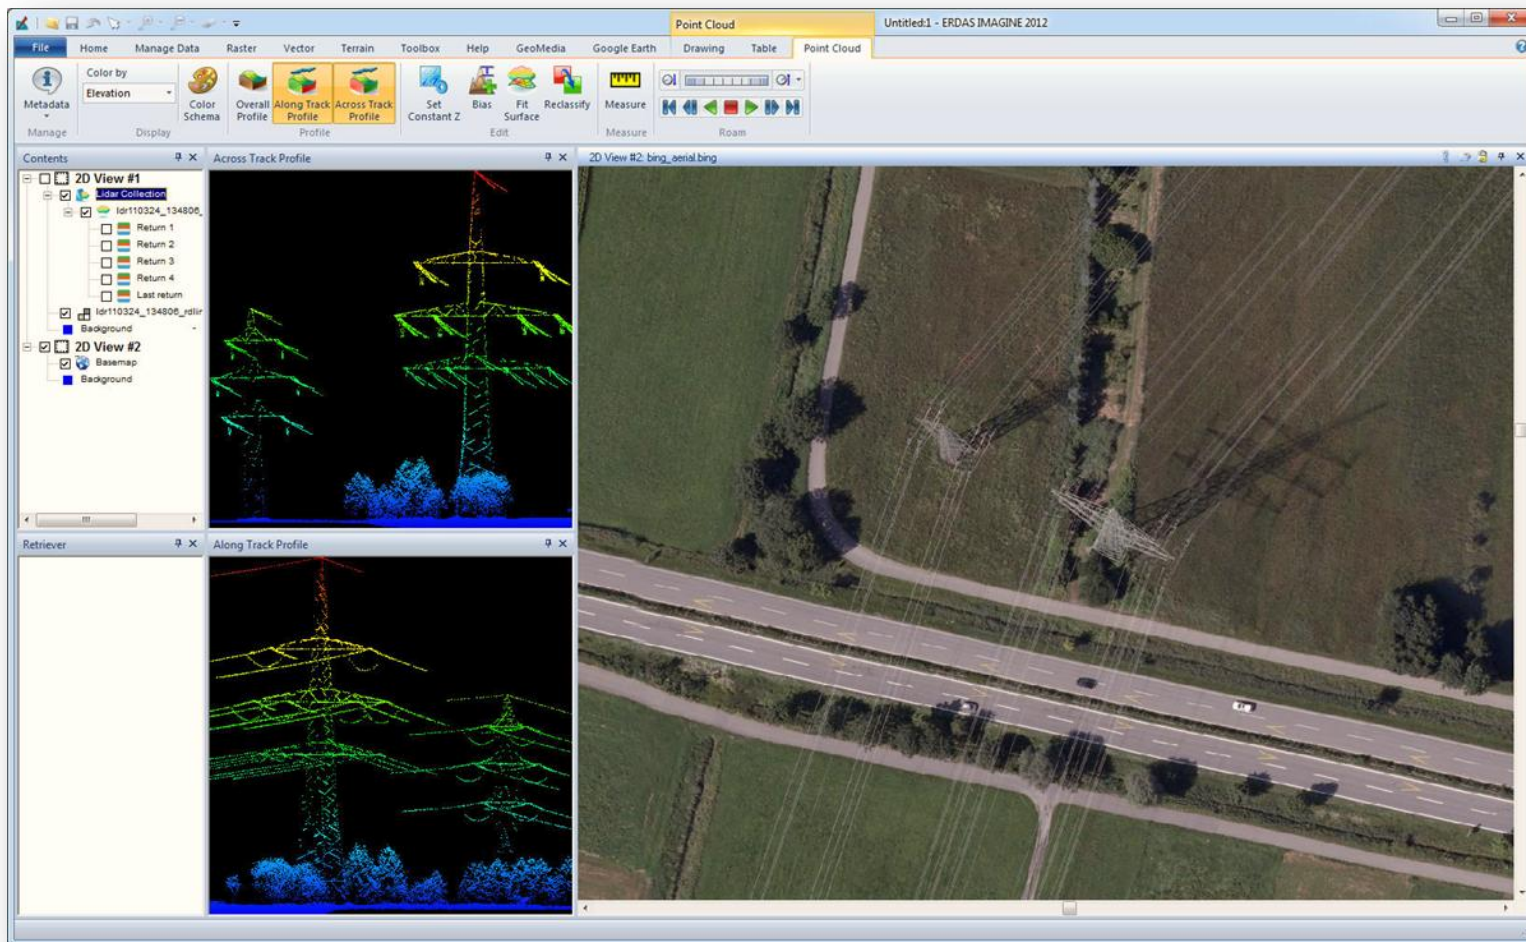 Point Cloud
Untitled:1 - ERDAS IMAGINE 2012
File Home Manage Data Raster Vector Terrain Toolbox Help GeoMedia Google Earth Drawing Table Point Cloud
Color by
Elevation
Metadata
Color Schema
Overall Profile
Along Track Profile
Across Track Profile
Set Constant Z
Bias
Fit Surface
Reclassify
Measure
Manage Display Profile Edit Measure Roam
Contents
Across Track Profile
2D View #2: bing_aerial.bing
2D View #1
Lidar Collection
ldr110324_134806_
Return 1
Return 2
Return 3
Return 4
Last return
ldr110324_134806_rdlir
Background
2D View #2
Basemap
Background
Retriever
Along Track Profile